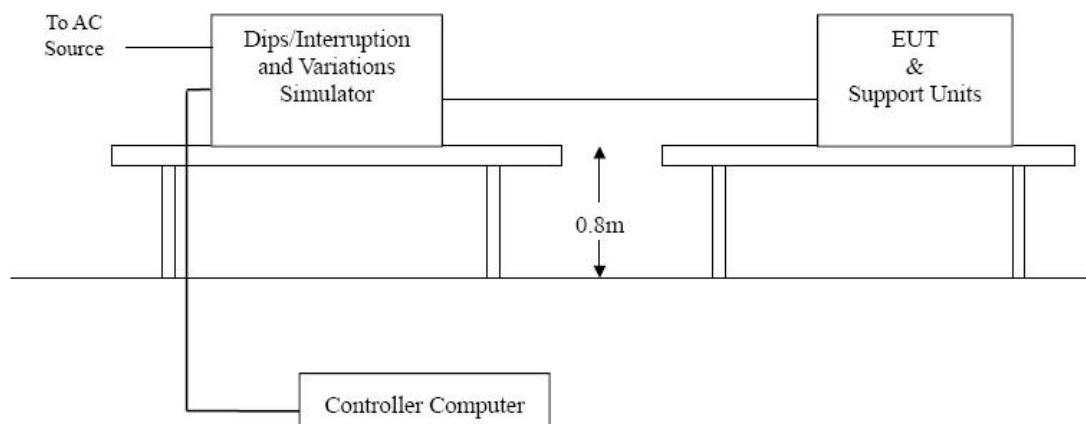 To AC
Source
Dips/Interruption
and Variations
Simulator
EUT
&
Support Units
0.8m
Controller Computer